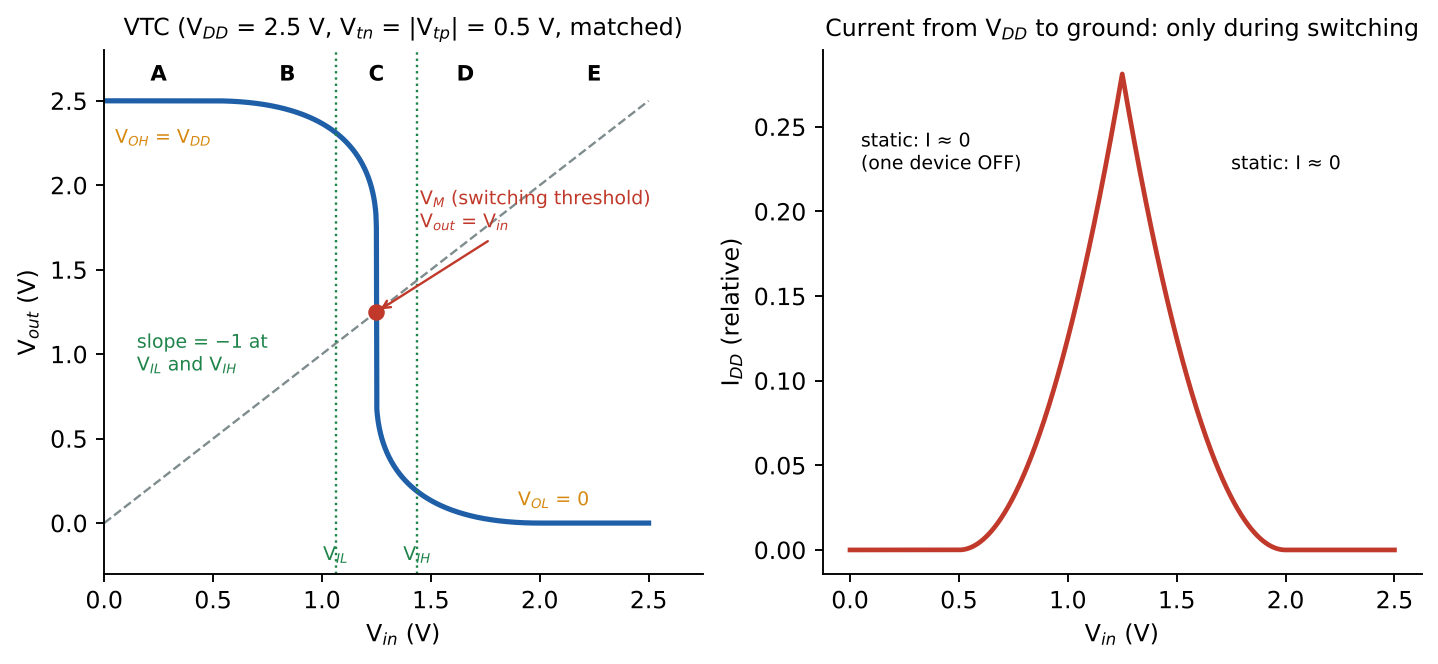 VTC (V_DD = 2.5 V, V_tn = |V_tp| = 0.5 V, matched)
A B C D E
V_OH = V_DD
V_M (switching threshold)
V_out = V_in
slope = −1 at
V_IL and V_IH
V_OL = 0
V_IL V_IH
2.5
2.0
1.5
1.0
0.5
0.0
V_out (V)
0.0 0.5 1.0 1.5 2.0 2.5
V_in (V)
Current from V_DD to ground: only during switching
static: I ≈ 0
(one device OFF)
static: I ≈ 0
0.25
0.20
0.15
0.10
0.05
0.00
I_DD (relative)
0.0 0.5 1.0 1.5 2.0 2.5
V_in (V)